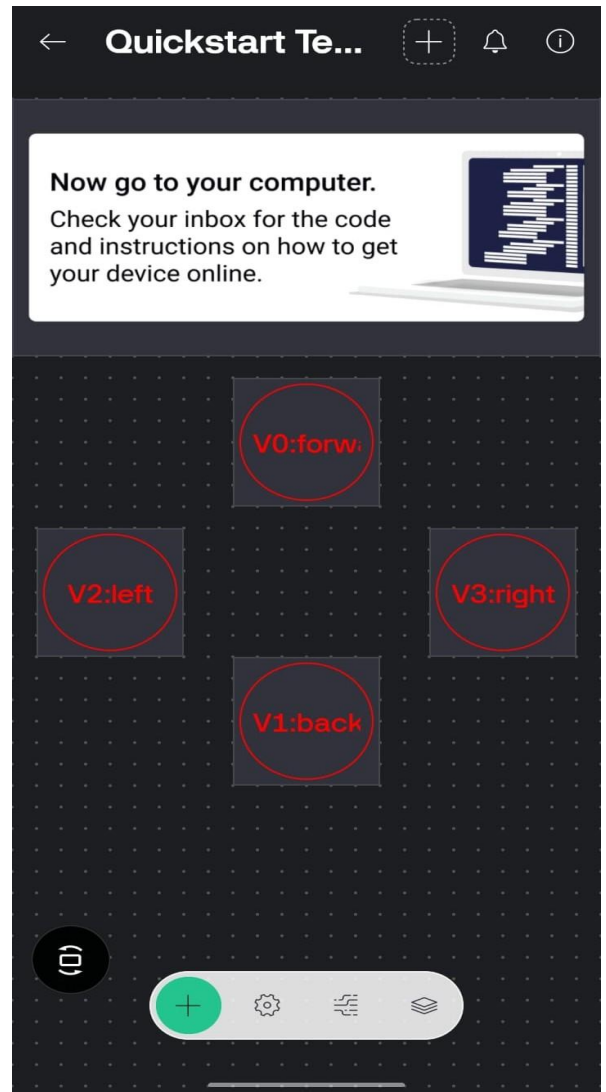 Quickstart Te...
Now go to your computer.
Check your inbox for the code
and instructions on how to get
your device online.
V0:forw
V2:left
V3:right
V1:back